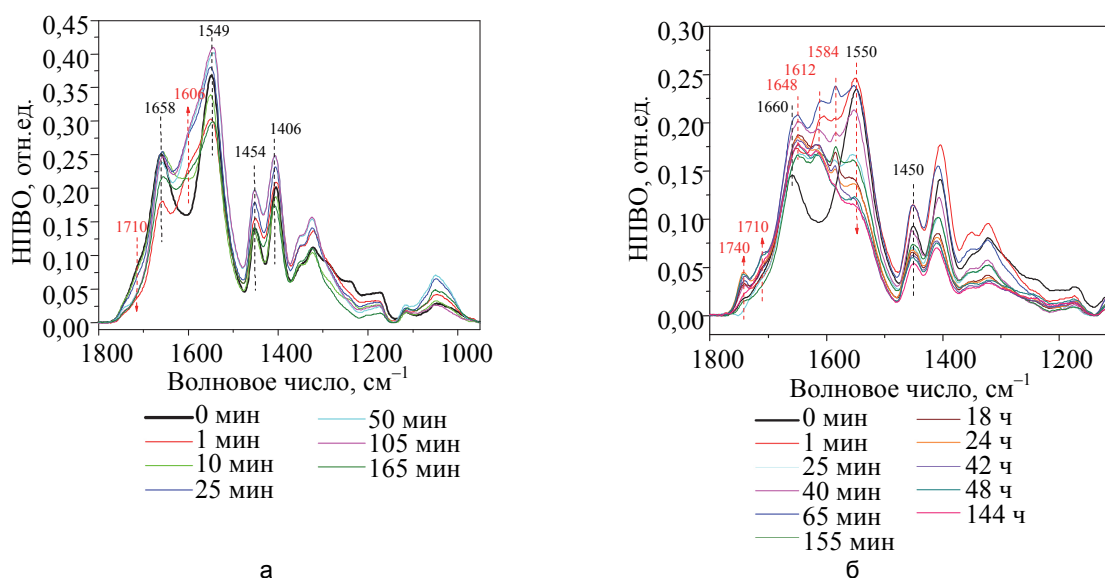 0,45
0,40
0,35
0,30
0,25
0,20
0,15
0,10
0,05
0,00
НПВО, отн.ед.
1549
1658
1606
1406
1454
1710
1800 1600 1400 1200 1000
Волновое число, см⁻¹
0 мин
1 мин
10 мин
25 мин
50 мин
105 мин
165 мин
а
0,30
0,25
0,20
0,15
0,10
0,05
0,00
НПВО, отн.ед.
1584
1550
1612
1648
1660
1450
1740
1710
1800 1600 1400 1200
Волновое число, см⁻¹
0 мин
1 мин
25 мин
40 мин
65 мин
155 мин
18 ч
24 ч
42 ч
48 ч
144 ч
б